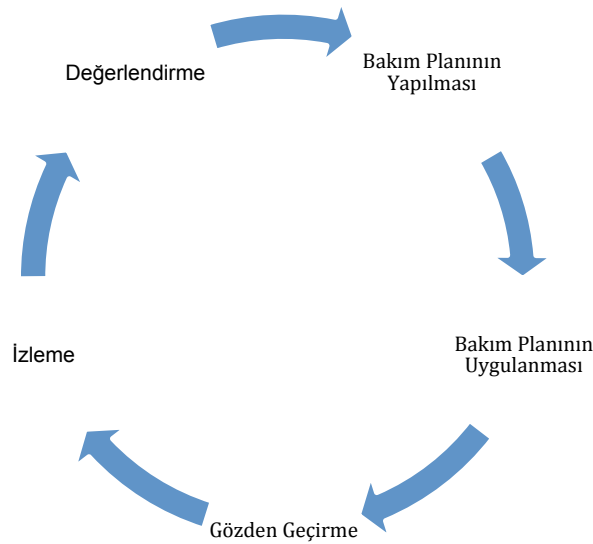 Değerlendirme
Bakım Planının
Yapılması
Bakım Planının
Uygulanması
Gözden Geçirme
İzleme